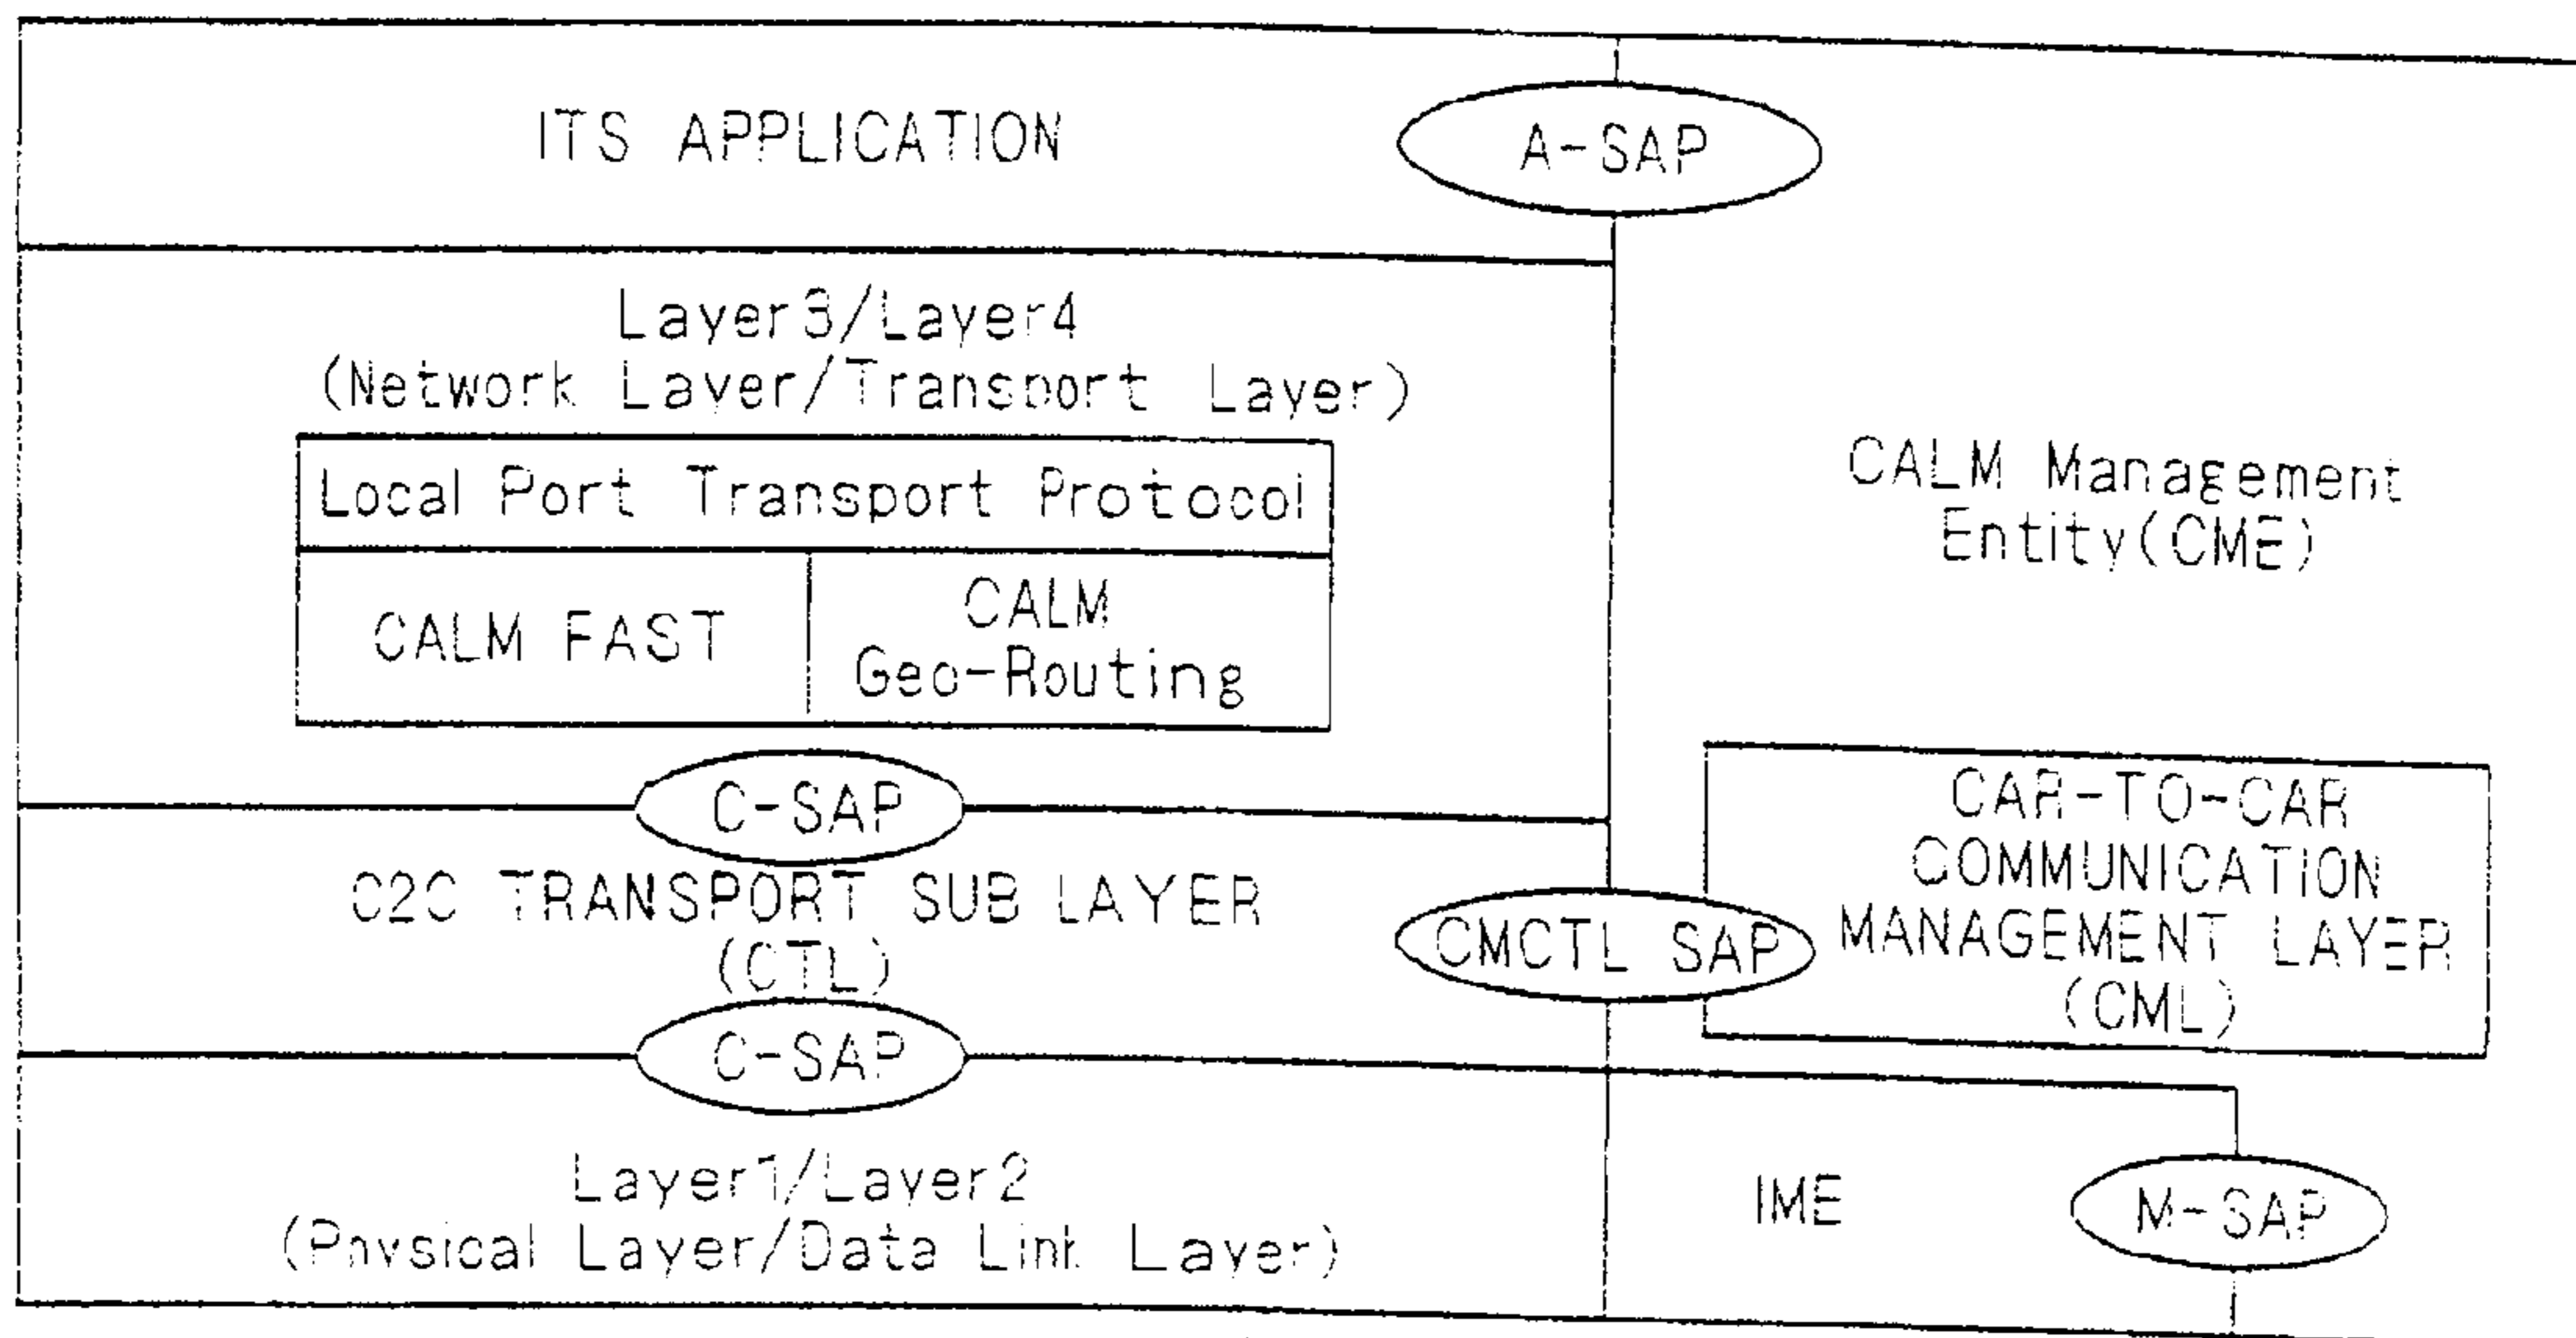 ITS APPLICATION
A-SAP
Layer3/Layer4
(Network Layer/Transport Layer)
Local Port Transport Protocol
CALM FAST
CALM
Geo-Routing
CALM Management
Entity(CME)
C-SAP
C2C TRANSPORT SUB LAYER
(CTL)
CMCTL SAP
CAR-TO-CAR
COMMUNICATION
MANAGEMENT LAYER
(CML)
C-SAP
Layer1/Layer2
(Physical Layer/Data Link Layer)
IME
M-SAP